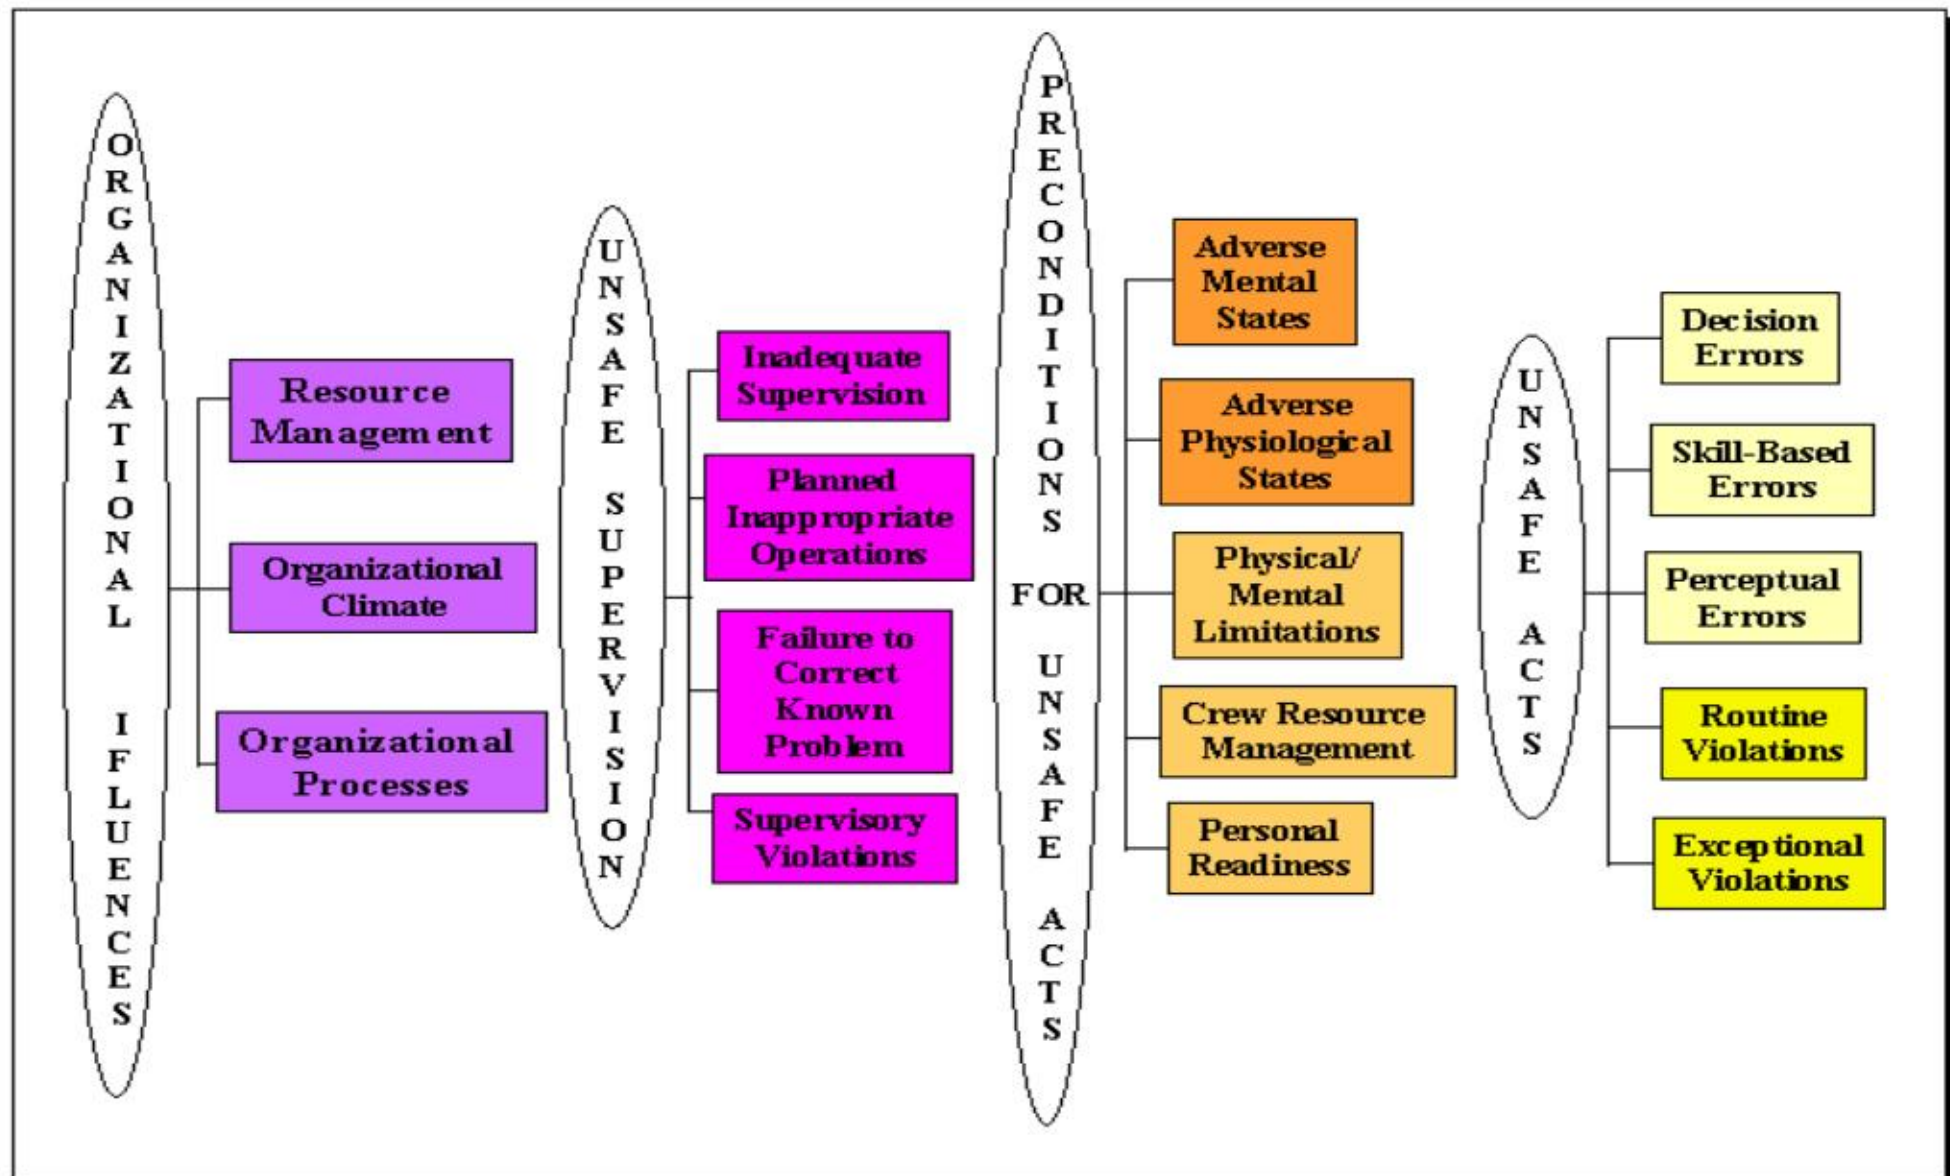 ORGANIZATIONAL IFLUENCES
Resource
Management
Organizational
Climate
Organizational
Processes
UNSAFE SUPERVISION
Inadequate
Supervision
Planned
Inappropriate
Operations
Failure to
Correct
Known
Problem
Supervisory
Violations
PRECONDITIONS FOR UNSAFE ACTS
Adverse
Mental
States
Adverse
Physiological
States
Physical/
Mental
Limitations
Crew Resource
Management
Personal
Readiness
UNSAFE ACTS
Decision
Errors
Skill-Based
Errors
Perceptual
Errors
Routine
Violations
Exceptional
Violations